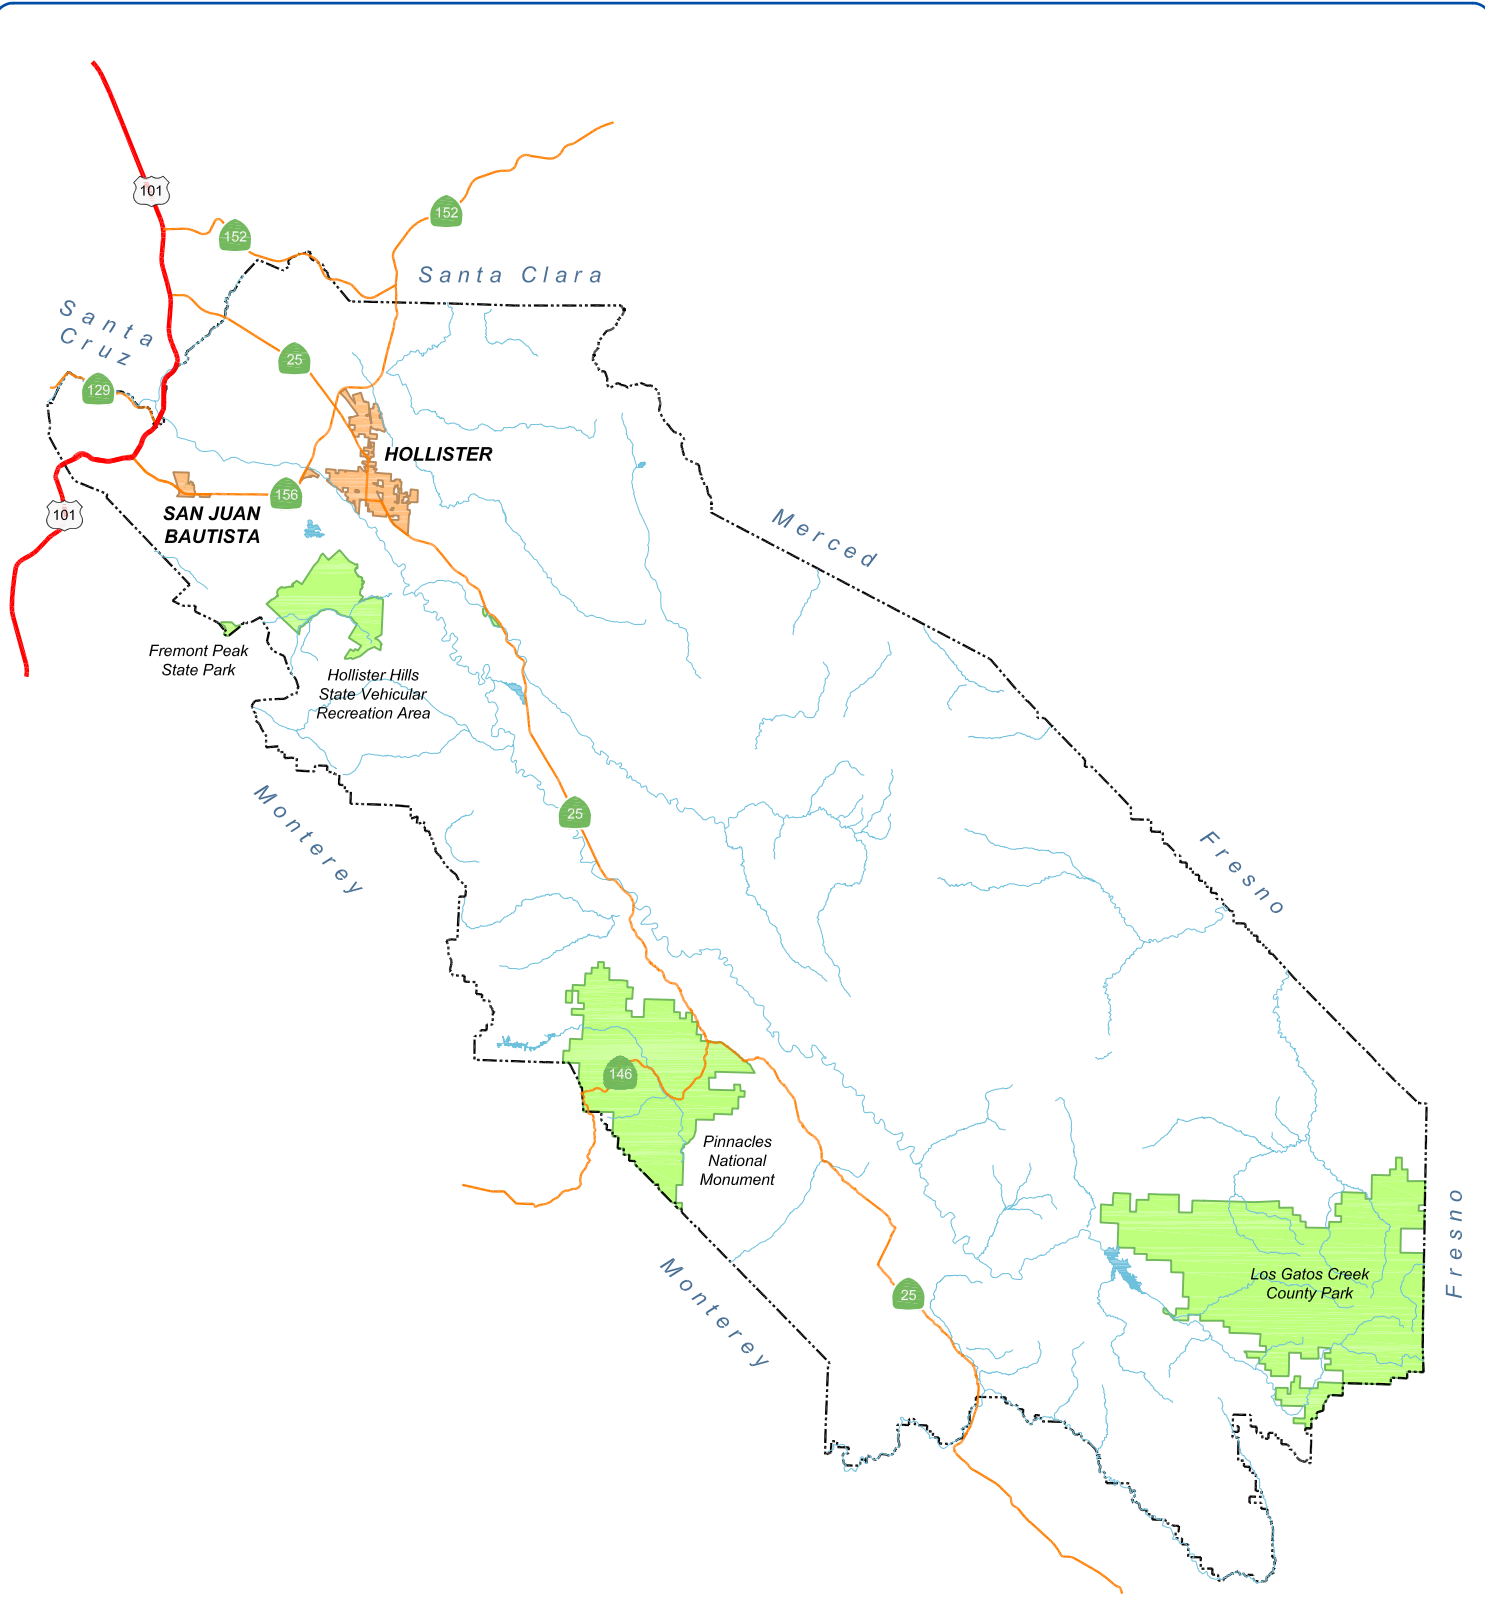 101
152
152
Santa Clara
Santa
Cruz
25
129
HOLLISTER
156
101
SAN JUAN
BAUTISTA
Merced
Fremont Peak
State Park
Hollister Hills
State Vehicular
Recreation Area
Monterey
25
Fresno
146
Pinnacles
National
Monument
Fresno
Monterey
Los Gatos Creek
County Park
25